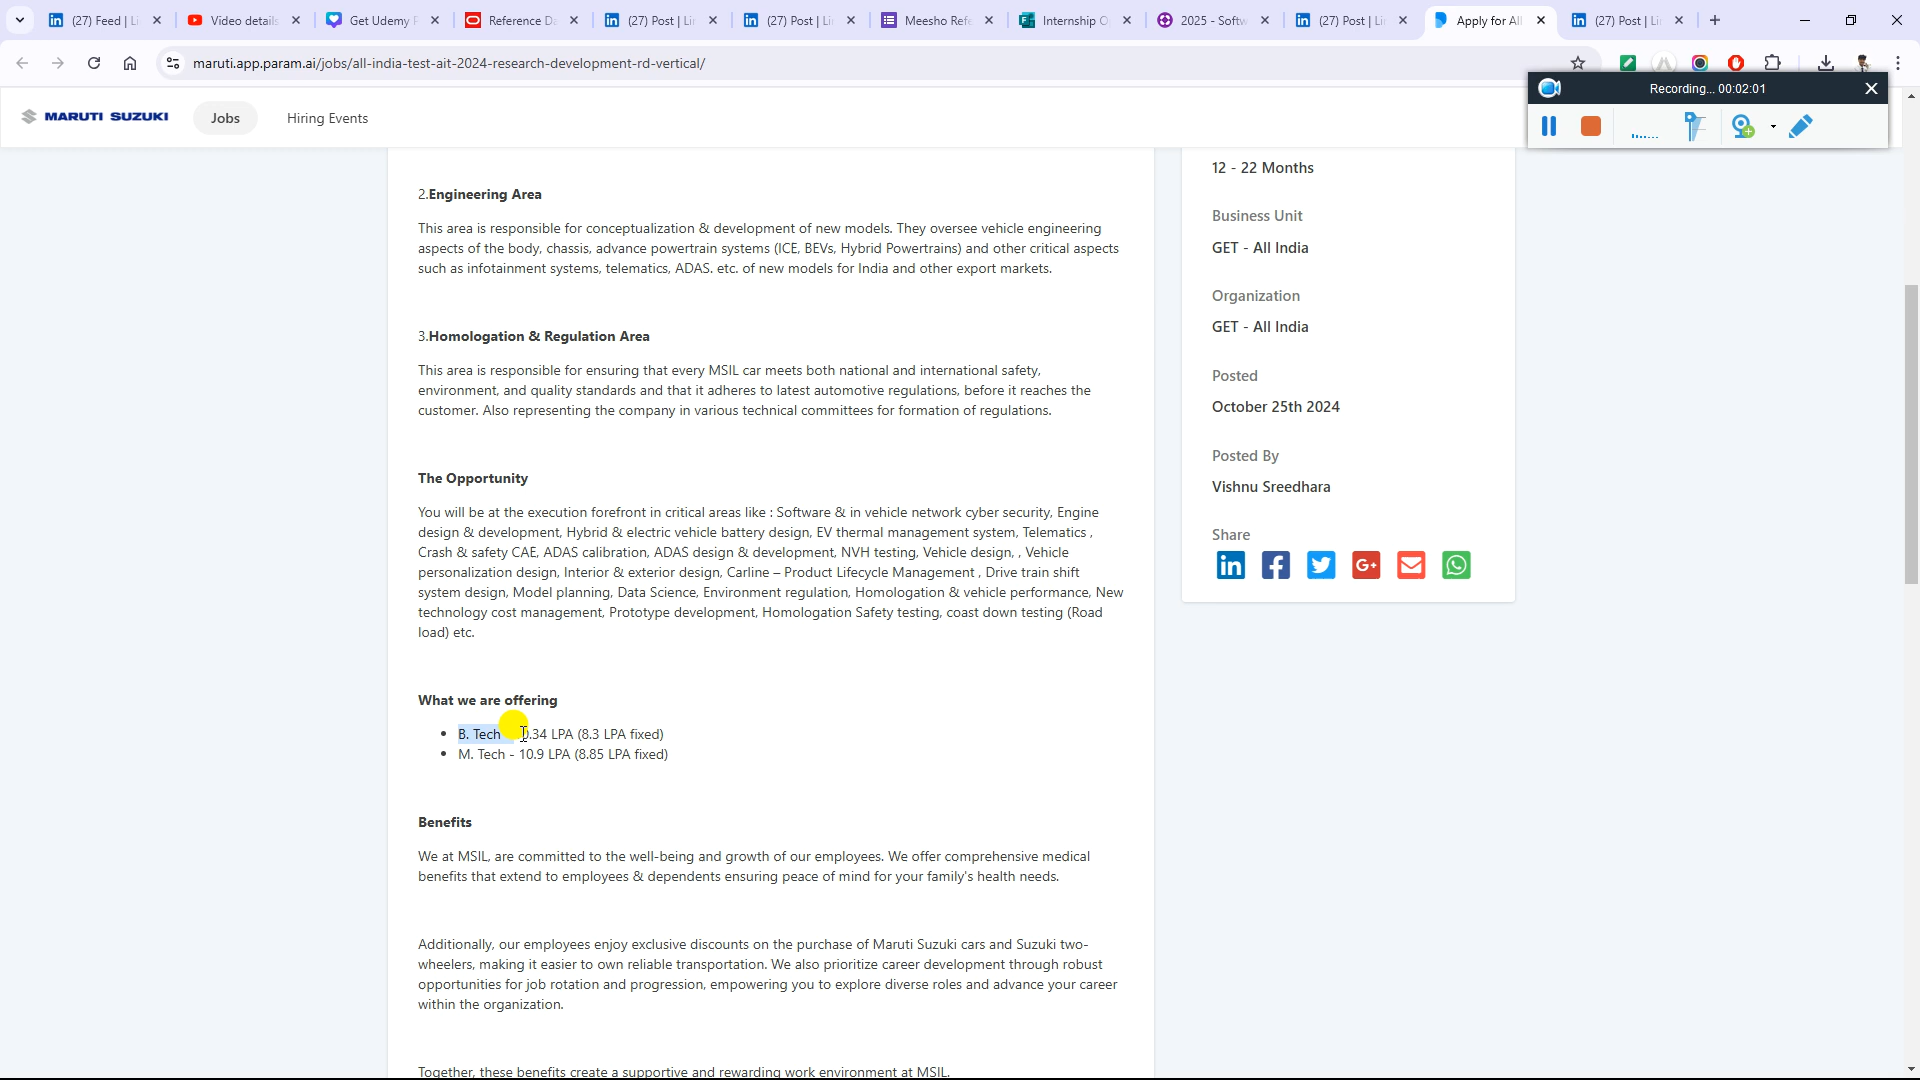 (27) Feed | Li
Video details
Get Udemy F
Reference Da
(27) Post | Lin
(27) Post | Lin
Meesho Refe
Internship O
2025 - Softw
(27) Post | Lin
Apply for All
(27) Post | Lin
maruti.app.param.ai/jobs/all-india-test-ait-2024-research-development-rd-vertical/
Recording... 00:02:01
MARUTI SUZUKI
Jobs
Hiring Events
2.Engineering Area
This area is responsible for conceptualization & development of new models. They oversee vehicle engineering
aspects of the body, chassis, advance powertrain systems (ICE, BEVs, Hybrid Powertrains) and other critical aspects
such as infotainment systems, telematics, ADAS. etc. of new models for India and other export markets.
3.Homologation & Regulation Area
This area is responsible for ensuring that every MSIL car meets both national and international safety,
environment, and quality standards and that it adheres to latest automotive regulations, before it reaches the
customer. Also representing the company in various technical committees for formation of regulations.
The Opportunity
You will be at the execution forefront in critical areas like : Software & in vehicle network cyber security, Engine
design & development, Hybrid & electric vehicle battery design, EV thermal management system, Telematics ,
Crash & safety CAE, ADAS calibration, ADAS design & development, NVH testing, Vehicle design, , Vehicle
personalization design, Interior & exterior design, Carline – Product Lifecycle Management , Drive train shift
system design, Model planning, Data Science, Environment regulation, Homologation & vehicle performance, New
technology cost management, Prototype development, Homologation Safety testing, coast down testing (Road
load) etc.
What we are offering
• B. Tech LPA (8.3 LPA fixed)
• M. Tech - 10.9 LPA (8.85 LPA fixed)
Benefits
We at MSIL, are committed to the well-being and growth of our employees. We offer comprehensive medical
benefits that extend to employees & dependents ensuring peace of mind for your family's health needs.
Additionally, our employees enjoy exclusive discounts on the purchase of Maruti Suzuki cars and Suzuki two-
wheelers, making it easier to own reliable transportation. We also prioritize career development through robust
opportunities for job rotation and progression, empowering you to explore diverse roles and advance your career
within the organization.
Together, these benefits create a supportive and rewarding work environment at MSIL.
12 - 22 Months
Business Unit
GET - All India
Organization
GET - All India
Posted
October 25th 2024
Posted By
Vishnu Sreedhara
Share